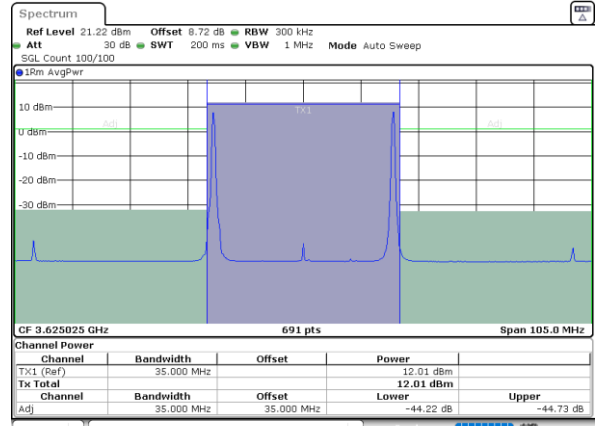 Spectrum
Ref Level 21.22 dBm Offset 8.72 dB RBW 300 kHz
Att 30 dB SWT 200 ms VBW 1 MHz Mode Auto Sweep
SGL Count 100/100
1Rm AvgPwr
10 dBm
TX1
Adj Adj
0 dBm
-10 dBm
-20 dBm
-30 dBm
CF 3.625025 GHz 691 pts Span 105.0 MHz
Channel Power
Channel Bandwidth Offset Power
TX1 (Ref) 35.000 MHz 12.01 dBm
Tx Total 12.01 dBm
Channel Bandwidth Offset Lower Upper
Adj 35.000 MHz 35.000 MHz -44.22 dB -44.73 dB